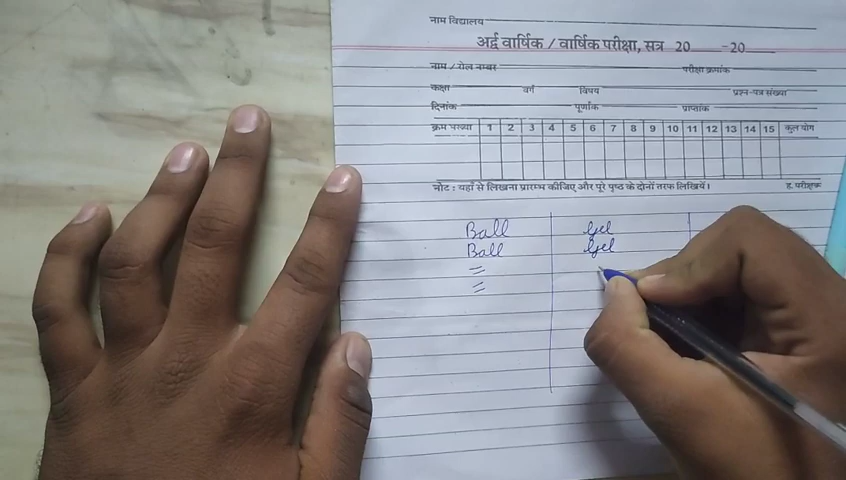 नाम विद्यालय
अर्द्ध वार्षिक / वार्षिक परीक्षा, सत्र 20 -20
नाम / रोल नम्बर परीक्षा क्रमांक
कक्षा वर्ग विषय प्रश्न-पत्र संख्या
दिनांक पूर्णांक प्राप्तांक
क्रम संख्या 1 2 3 4 5 6 7 8 9 10 11 12 13 14 15 कुल योग
नोट : यहाँ से लिखना प्रारम्भ कीजिए और पूरे पृष्ठ के दोनों तरफ लिखिये। ह. परीक्षक
Ball Gel
Ball Gel
=
=